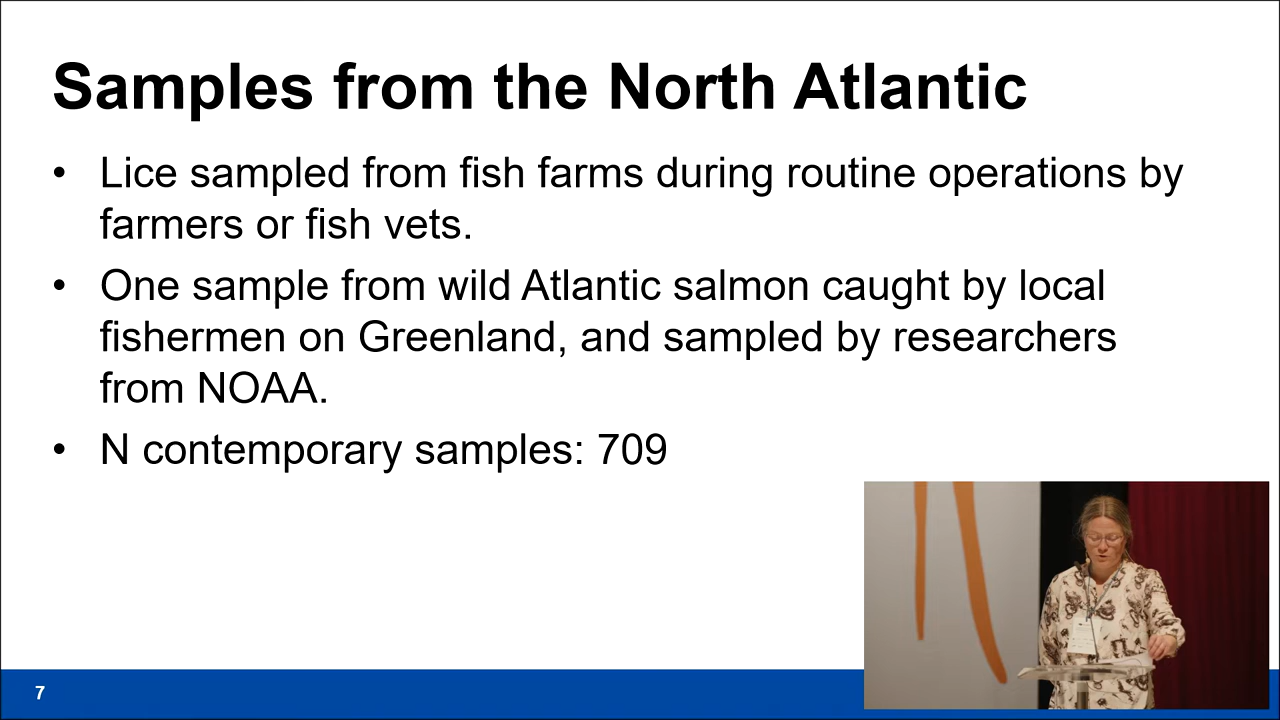 Samples from the North Atlantic
• Lice sampled from fish farms during routine operations by
farmers or fish vets.
• One sample from wild Atlantic salmon caught by local
fishermen on Greenland, and sampled by researchers
from NOAA.
• N contemporary samples: 709
7